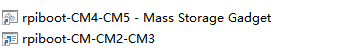 rpiboot-CM4-CM5 - Mass Storage Gadget
rpiboot-CM-CM2-CM3